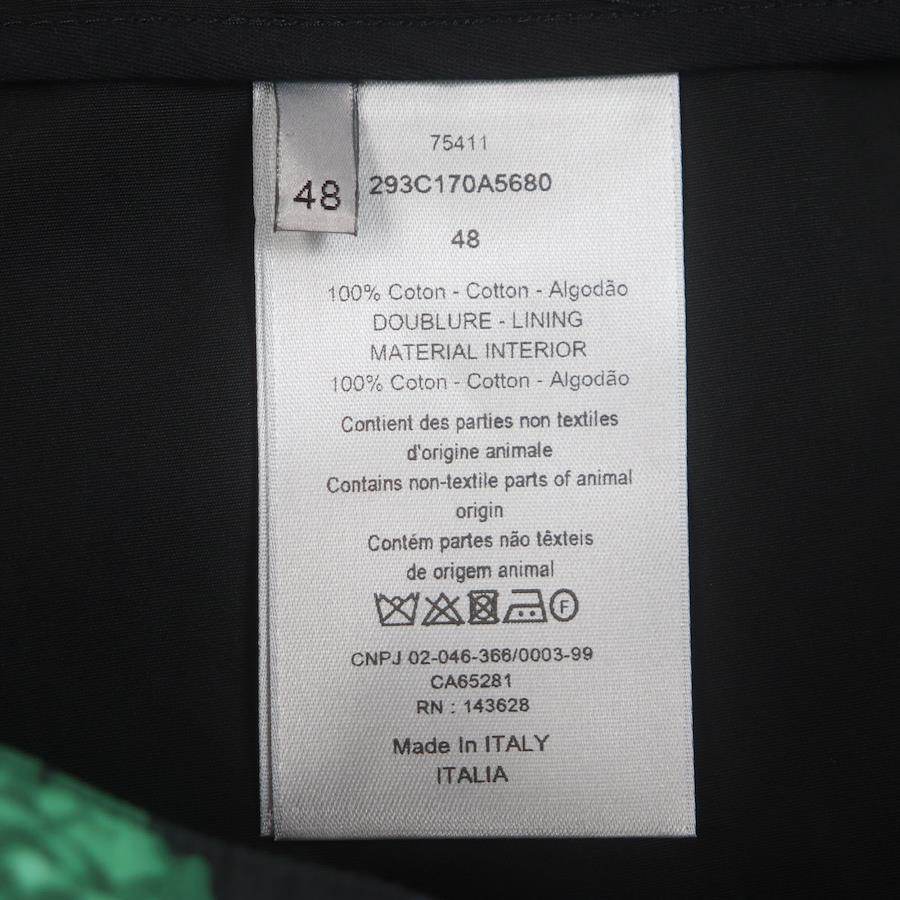 75411
48
293C170A5680
48
100% Coton - Cotton - Algodão
DOUBLURE - LINING
MATERIAL INTERIOR
100% Coton - Cotton - Algodão
Contient des parties non textiles
d'origine animale
Contains non-textile parts of animal
origin
Contém partes não têxteis
de origem animal
F
CNPJ 02-046-366/0003-99
CA65281
RN : 143628
Made In ITALY
ITALIA